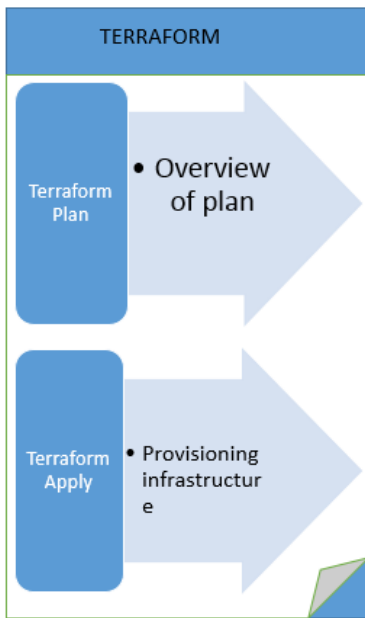 TERRAFORM
Terraform
Plan
• Overview
of plan
Terraform
Apply
• Provisioning
infrastructur
e